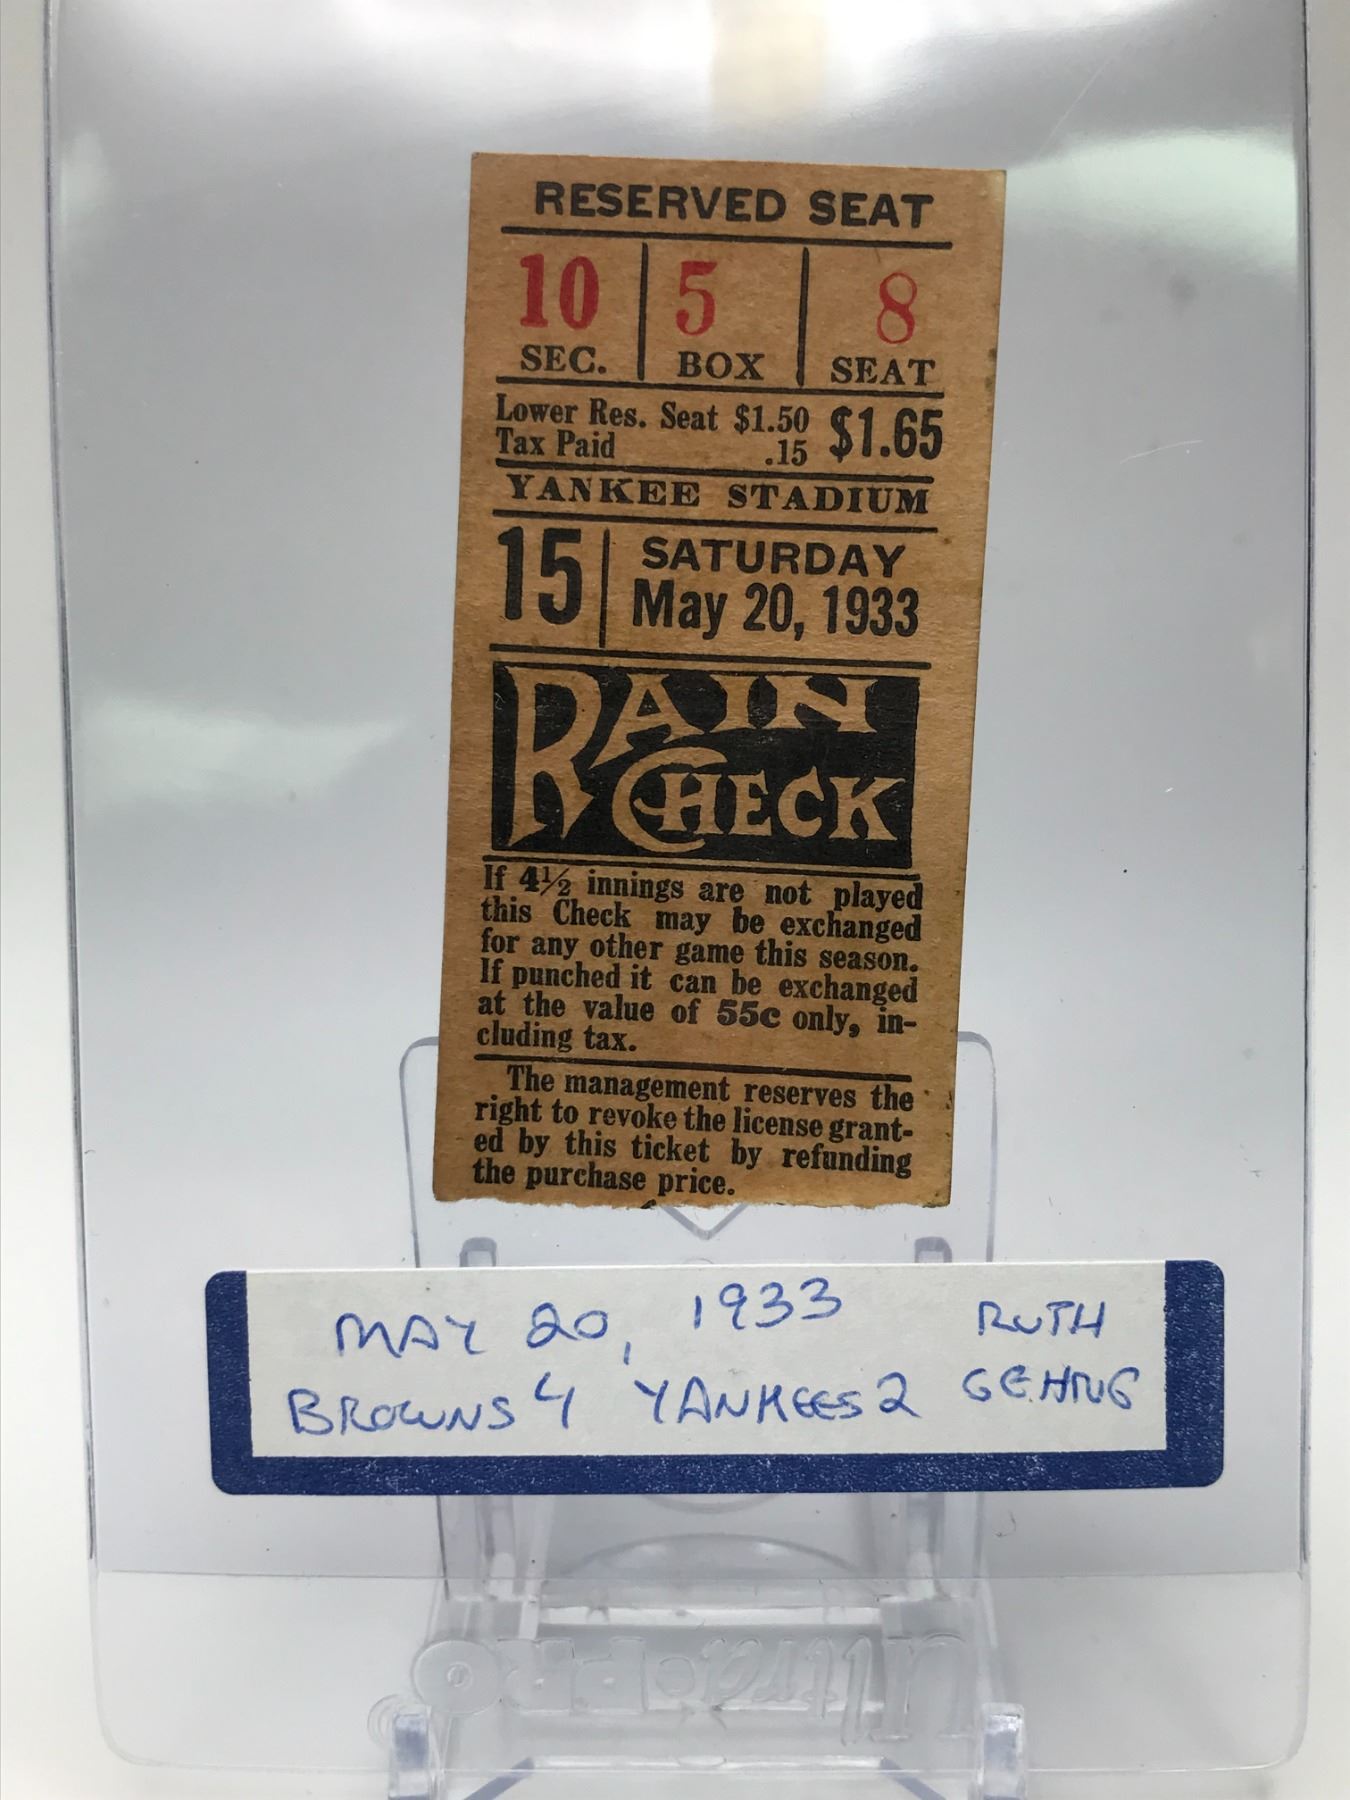 RESERVED SEAT
10 5 8
SEC. BOX SEAT
Lower Res. Seat $1.50 $1.65
Tax Paid .15
YANKEE STADIUM
15 SATURDAY
May 20, 1933
RAIN
CHECK
If 4½ innings are not played
this Check may be exchanged
for any other game this season.
If punched it can be exchanged
at the value of 55c only, in-
cluding tax.
The management reserves the
right to revoke the license grant-
ed by this ticket by refunding
the purchase price.
MAY 20, 1933 RUTH
BROWNS 4 YANKEES 2 GEHRIG
UltraPRO